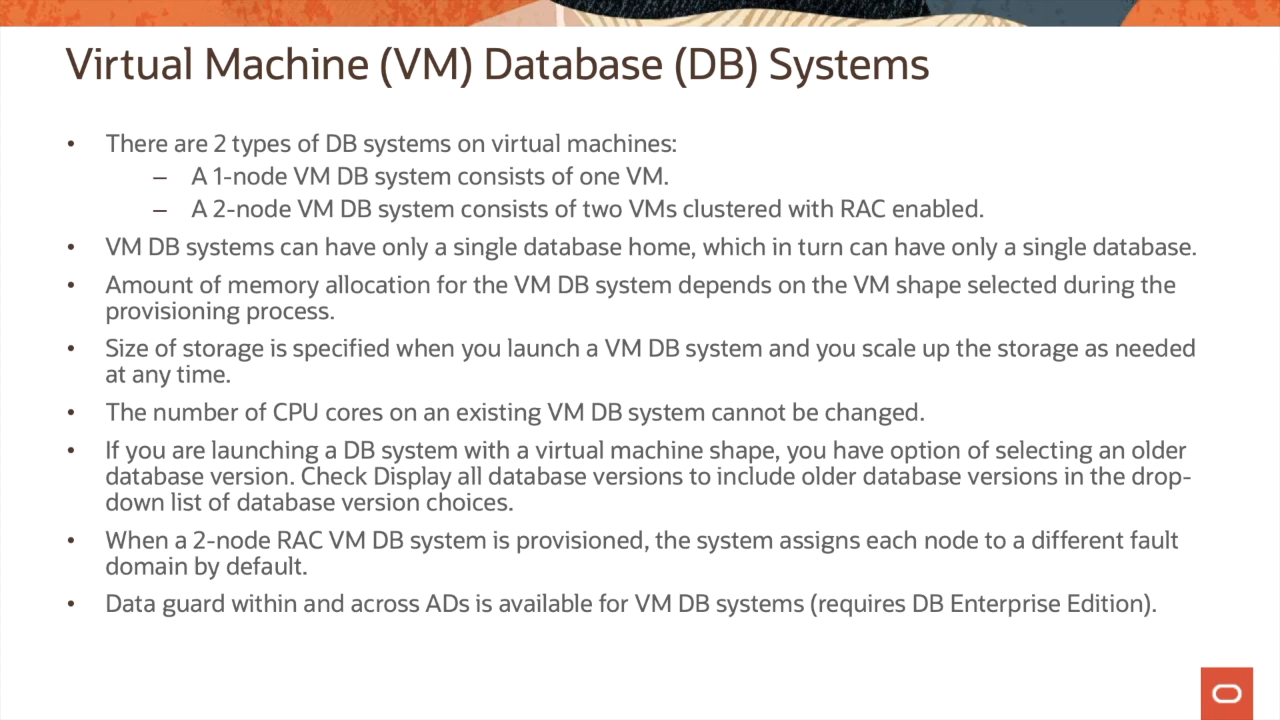 Virtual Machine (VM) Database (DB) Systems
• There are 2 types of DB systems on virtual machines:
– A 1-node VM DB system consists of one VM.
– A 2-node VM DB system consists of two VMs clustered with RAC enabled.
• VM DB systems can have only a single database home, which in turn can have only a single database.
• Amount of memory allocation for the VM DB system depends on the VM shape selected during the
provisioning process.
• Size of storage is specified when you launch a VM DB system and you scale up the storage as needed
at any time.
• The number of CPU cores on an existing VM DB system cannot be changed.
• If you are launching a DB system with a virtual machine shape, you have option of selecting an older
database version. Check Display all database versions to include older database versions in the drop-
down list of database version choices.
• When a 2-node RAC VM DB system is provisioned, the system assigns each node to a different fault
domain by default.
• Data guard within and across ADs is available for VM DB systems (requires DB Enterprise Edition).